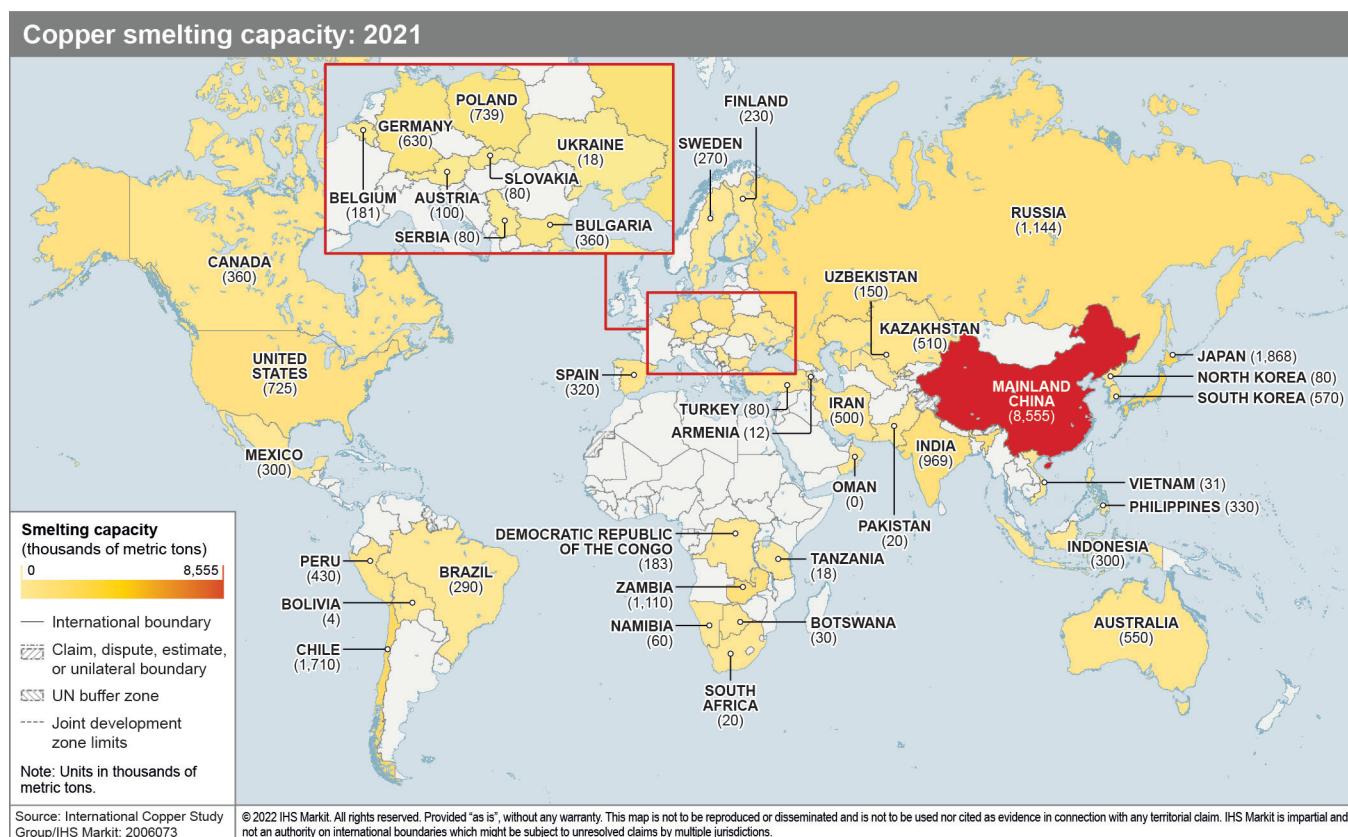 Copper smelting capacity: 2021
POLAND
(739)
GERMANY
(630)
UKRAINE
(18)
SLOVAKIA
(80)
BELGIUM
(181)
AUSTRIA
(100)
SERBIA (80)
BULGARIA
(360)
FINLAND
(230)
SWEDEN
(270)
RUSSIA
(1,144)
CANADA
(360)
UZBEKISTAN
(150)
KAZAKHSTAN
(510)
UNITED
STATES
(725)
JAPAN (1,868)
NORTH KOREA (80)
SOUTH KOREA (570)
MAINLAND
CHINA
(8,555)
SPAIN
(320)
TURKEY (80)
ARMENIA (12)
IRAN
(500)
INDIA
(969)
MEXICO
(300)
OMAN
(0)
PAKISTAN
(20)
VIETNAM (31)
PHILIPPINES (330)
INDONESIA
(300)
DEMOCRATIC REPUBLIC
OF THE CONGO
(183)
TANZANIA
(18)
PERU
(430)
BRAZIL
(290)
ZAMBIA
(1,110)
BOLIVIA
(4)
NAMIBIA
(60)
BOTSWANA
(30)
AUSTRALIA
(550)
CHILE
(1,710)
SOUTH
AFRICA
(20)
Smelting capacity
(thousands of metric tons)
0 8,555
International boundary
Claim, dispute, estimate,
or unilateral boundary
UN buffer zone
Joint development
zone limits
Note: Units in thousands of
metric tons.
Source: International Copper Study
Group/IHS Markit: 2006073
© 2022 IHS Markit. All rights reserved. Provided “as is”, without any warranty. This map is not to be reproduced or disseminated and is not to be used nor cited as evidence in connection with any territorial claim. IHS Markit is impartial and
not an authority on international boundaries which might be subject to unresolved claims by multiple jurisdictions.